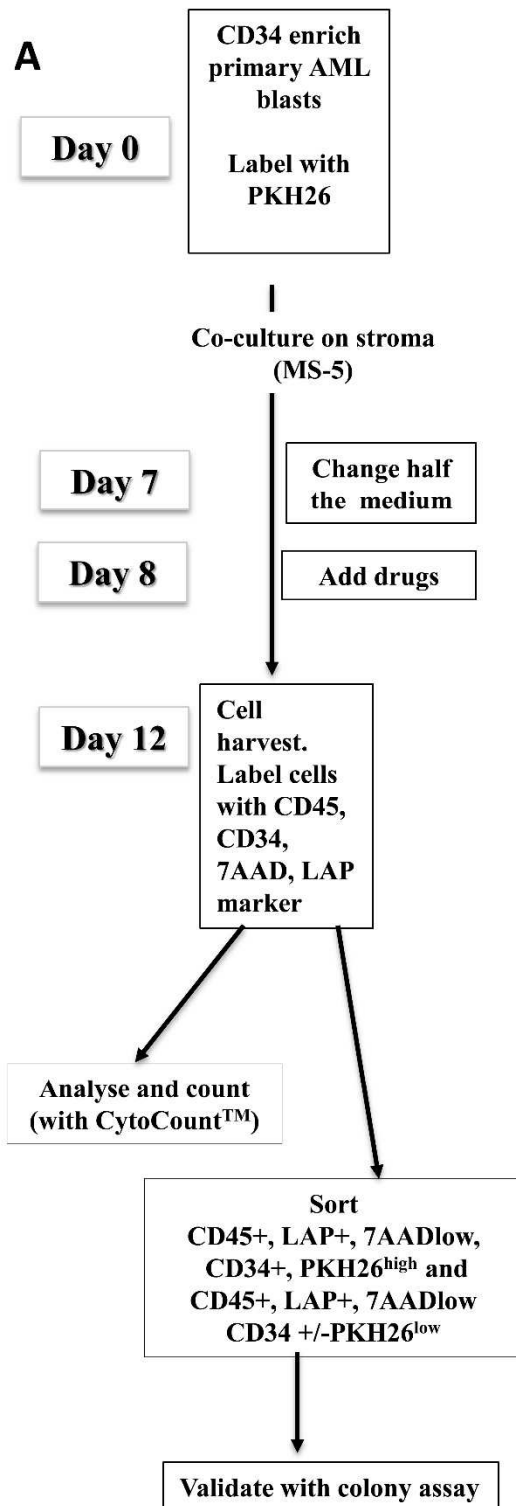 A
CD34 enrich
primary AML
blasts
Label with
PKH26
Day 0
Co-culture on stroma
(MS-5)
Day 7
Change half
the medium
Day 8
Add drugs
Day 12
Cell
harvest.
Label cells
with CD45,
CD34,
7AAD, LAP
marker
Analyse and count
(with CytoCount™)
Sort
CD45+, LAP+, 7AADlow,
CD34+, PKH26ʰⁱᵍʰ and
CD45+, LAP+, 7AADlow
CD34 +/-PKH26ˡᵒʷ
Validate with colony assay